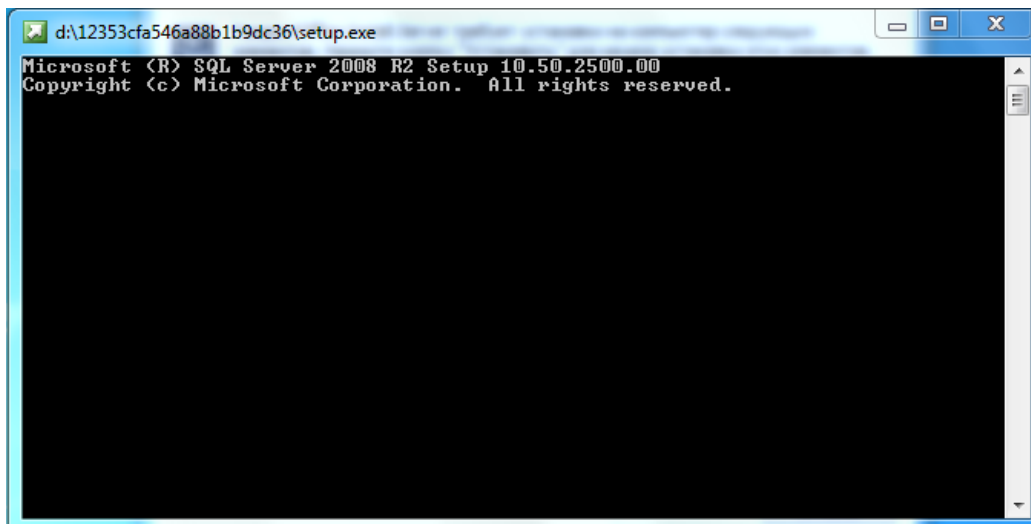 d:\12353cfa546a88b1b9dc36\setup.exe
Microsoft (R) SQL Server 2008 R2 Setup 10.50.2500.00
Copyright (c) Microsoft Corporation.  All rights reserved.